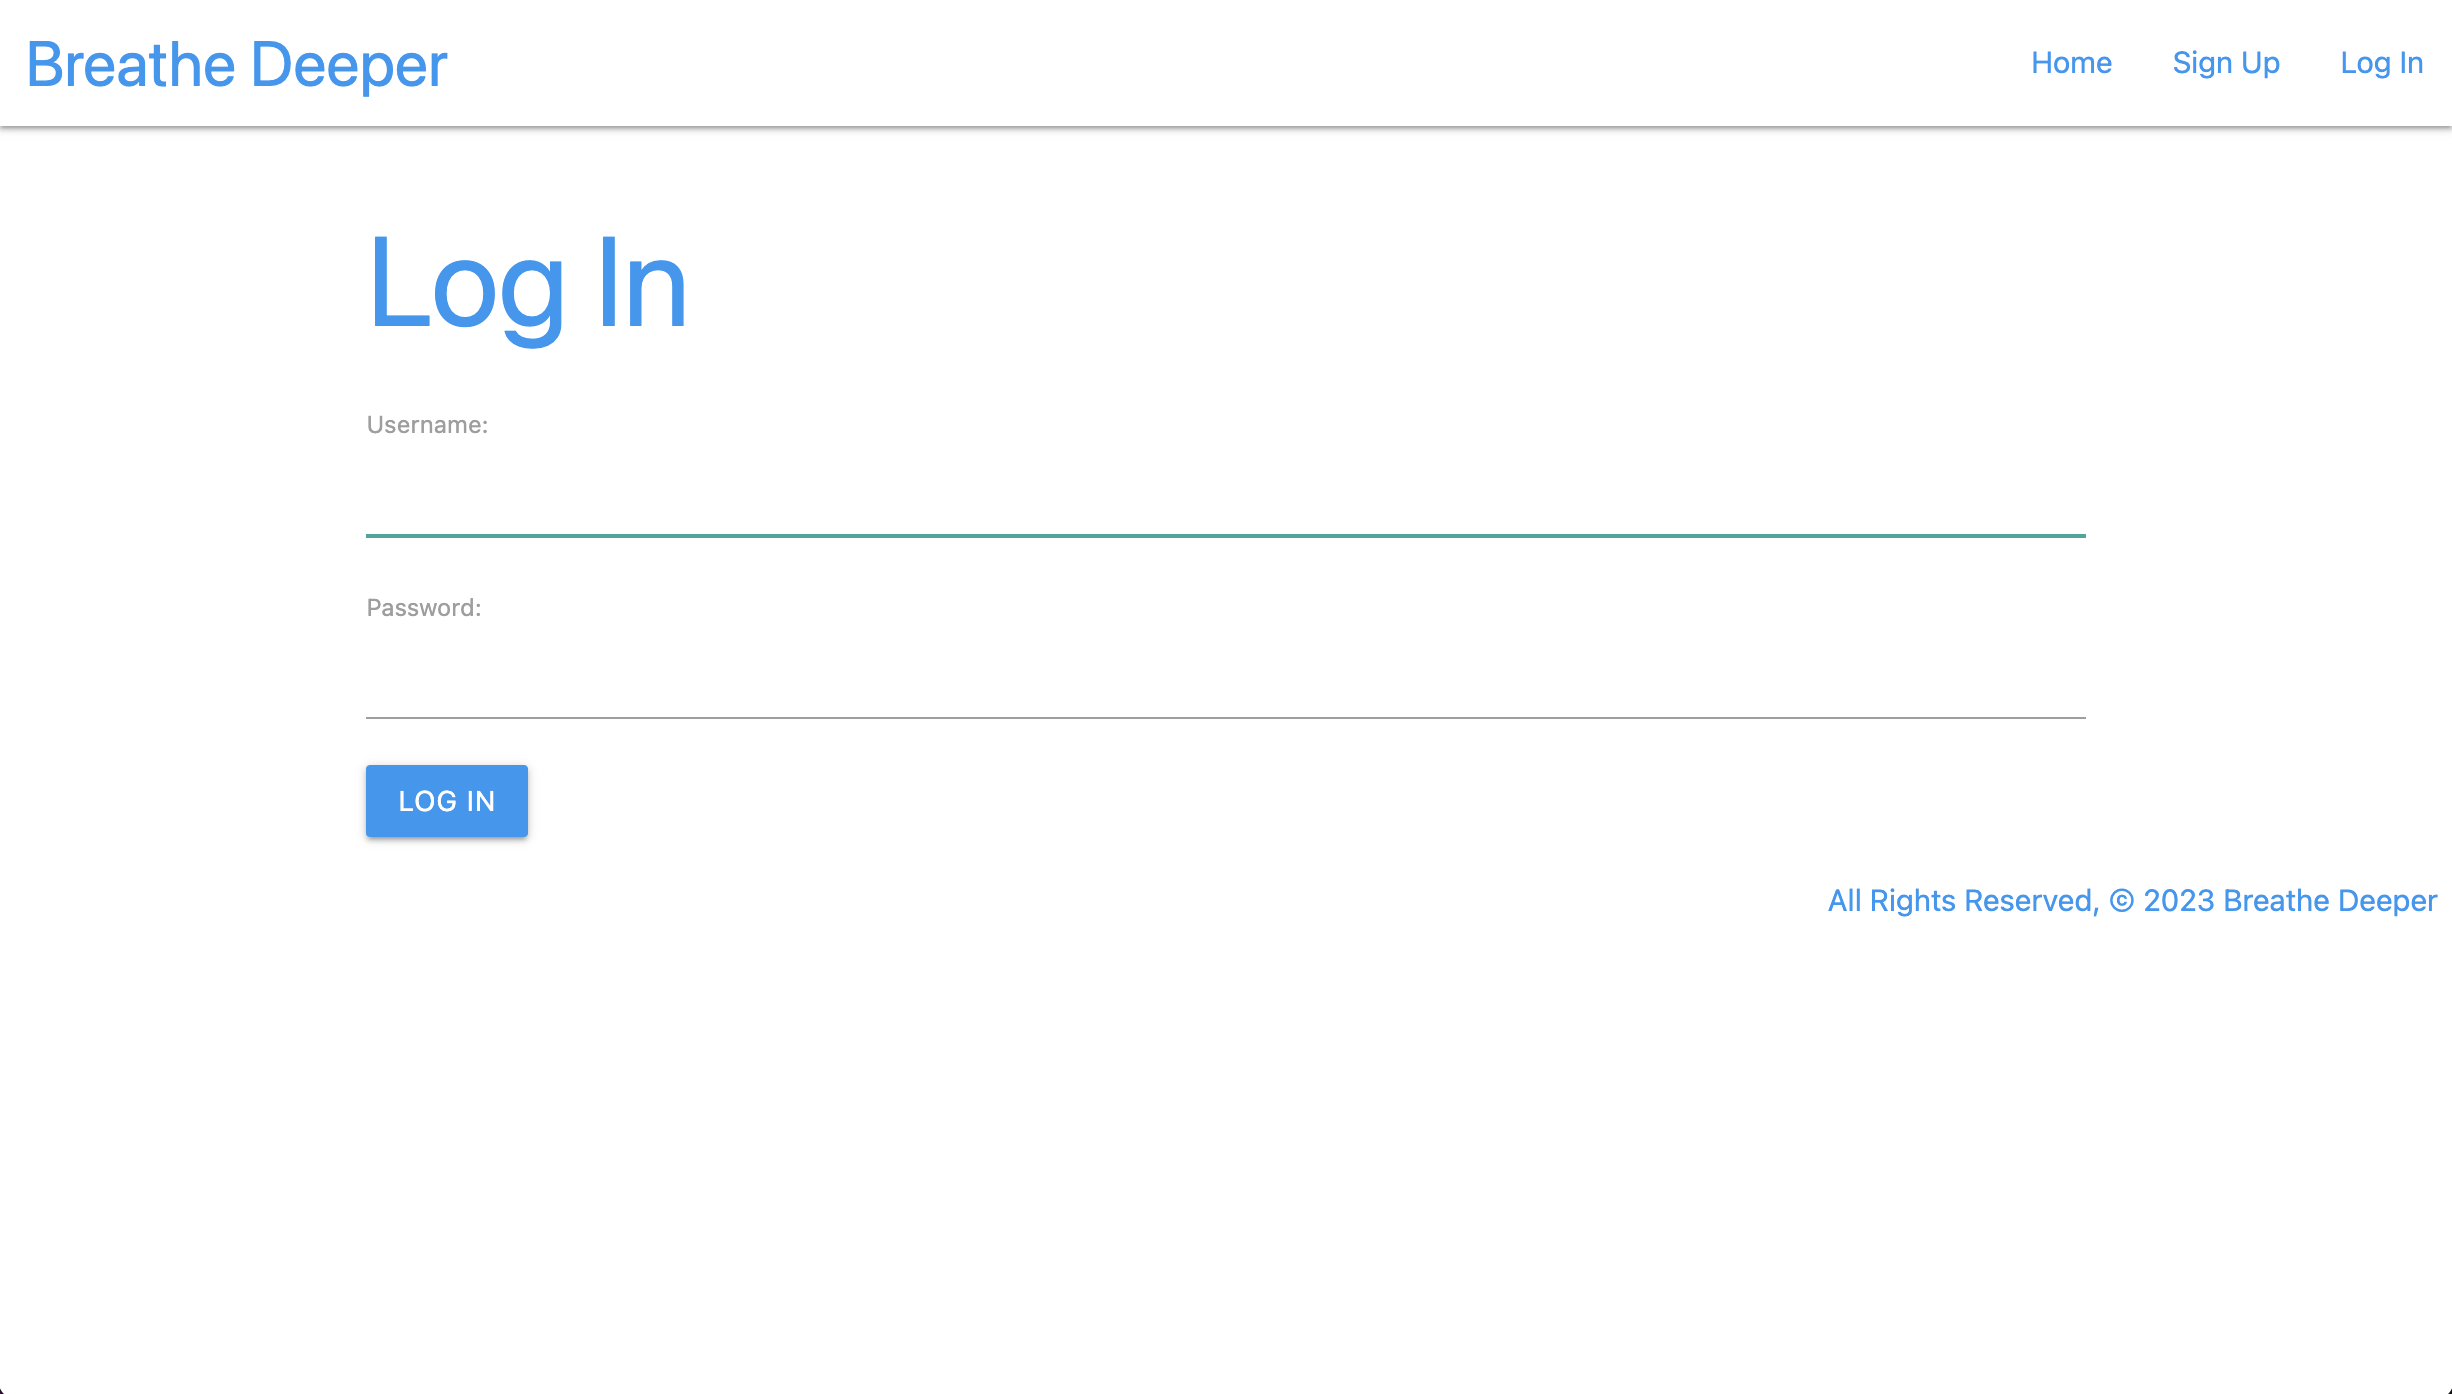 Breathe Deeper
Home Sign Up Log In
Log In
Username:
Password:
LOG IN
All Rights Reserved, © 2023 Breathe Deeper